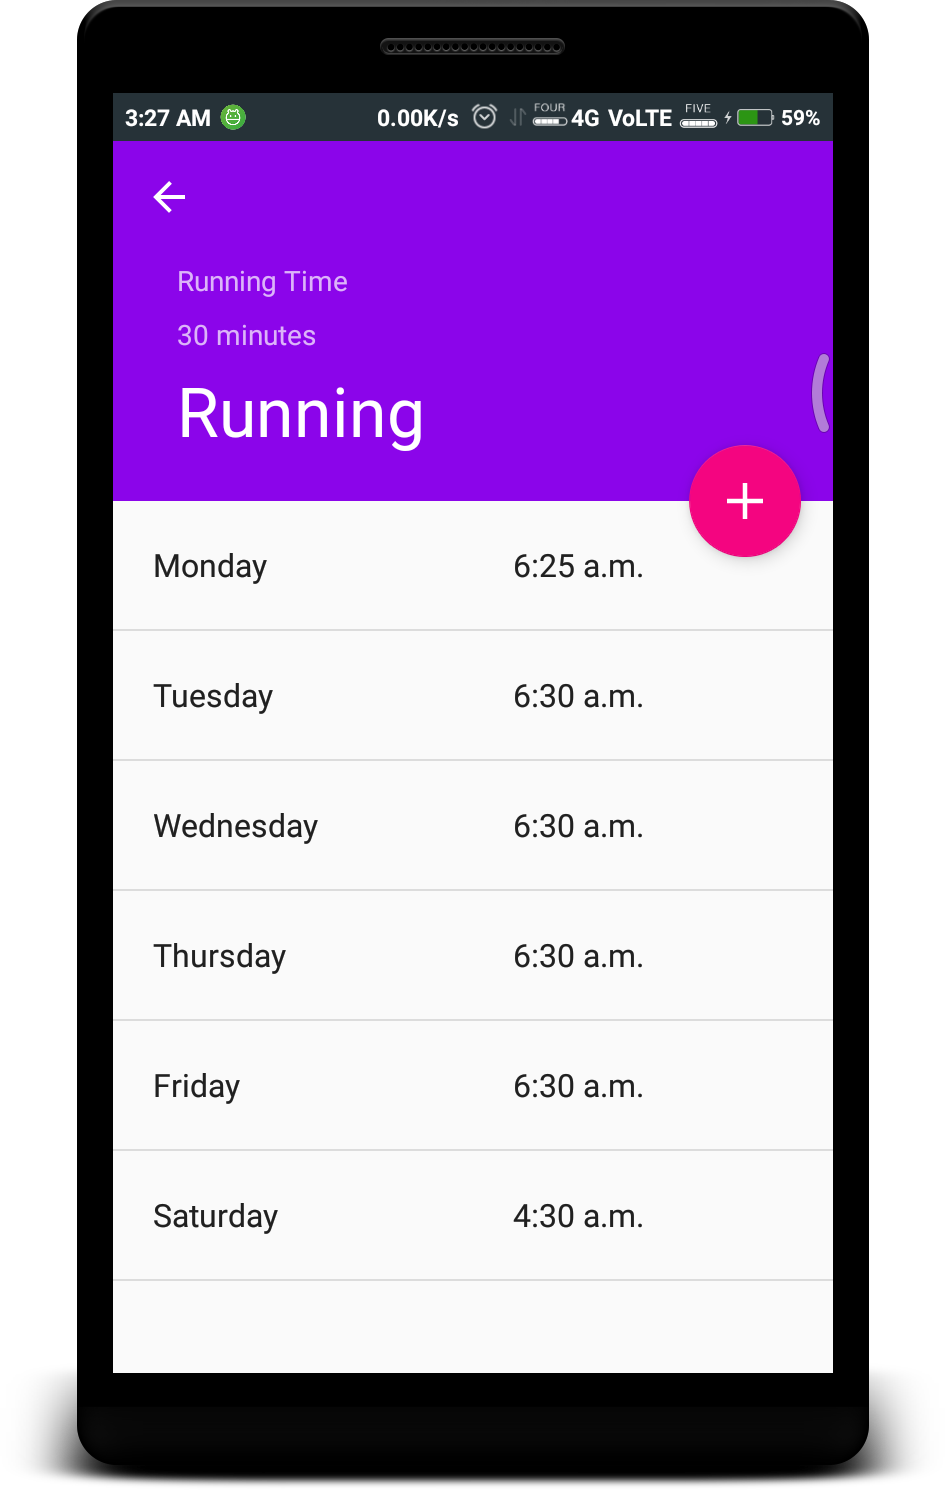 3:27 AM 0.00K/s FOUR 4G VoLTE FIVE 59%
Running Time
30 minutes
Running
Monday 6:25 a.m.
Tuesday 6:30 a.m.
Wednesday 6:30 a.m.
Thursday 6:30 a.m.
Friday 6:30 a.m.
Saturday 4:30 a.m.